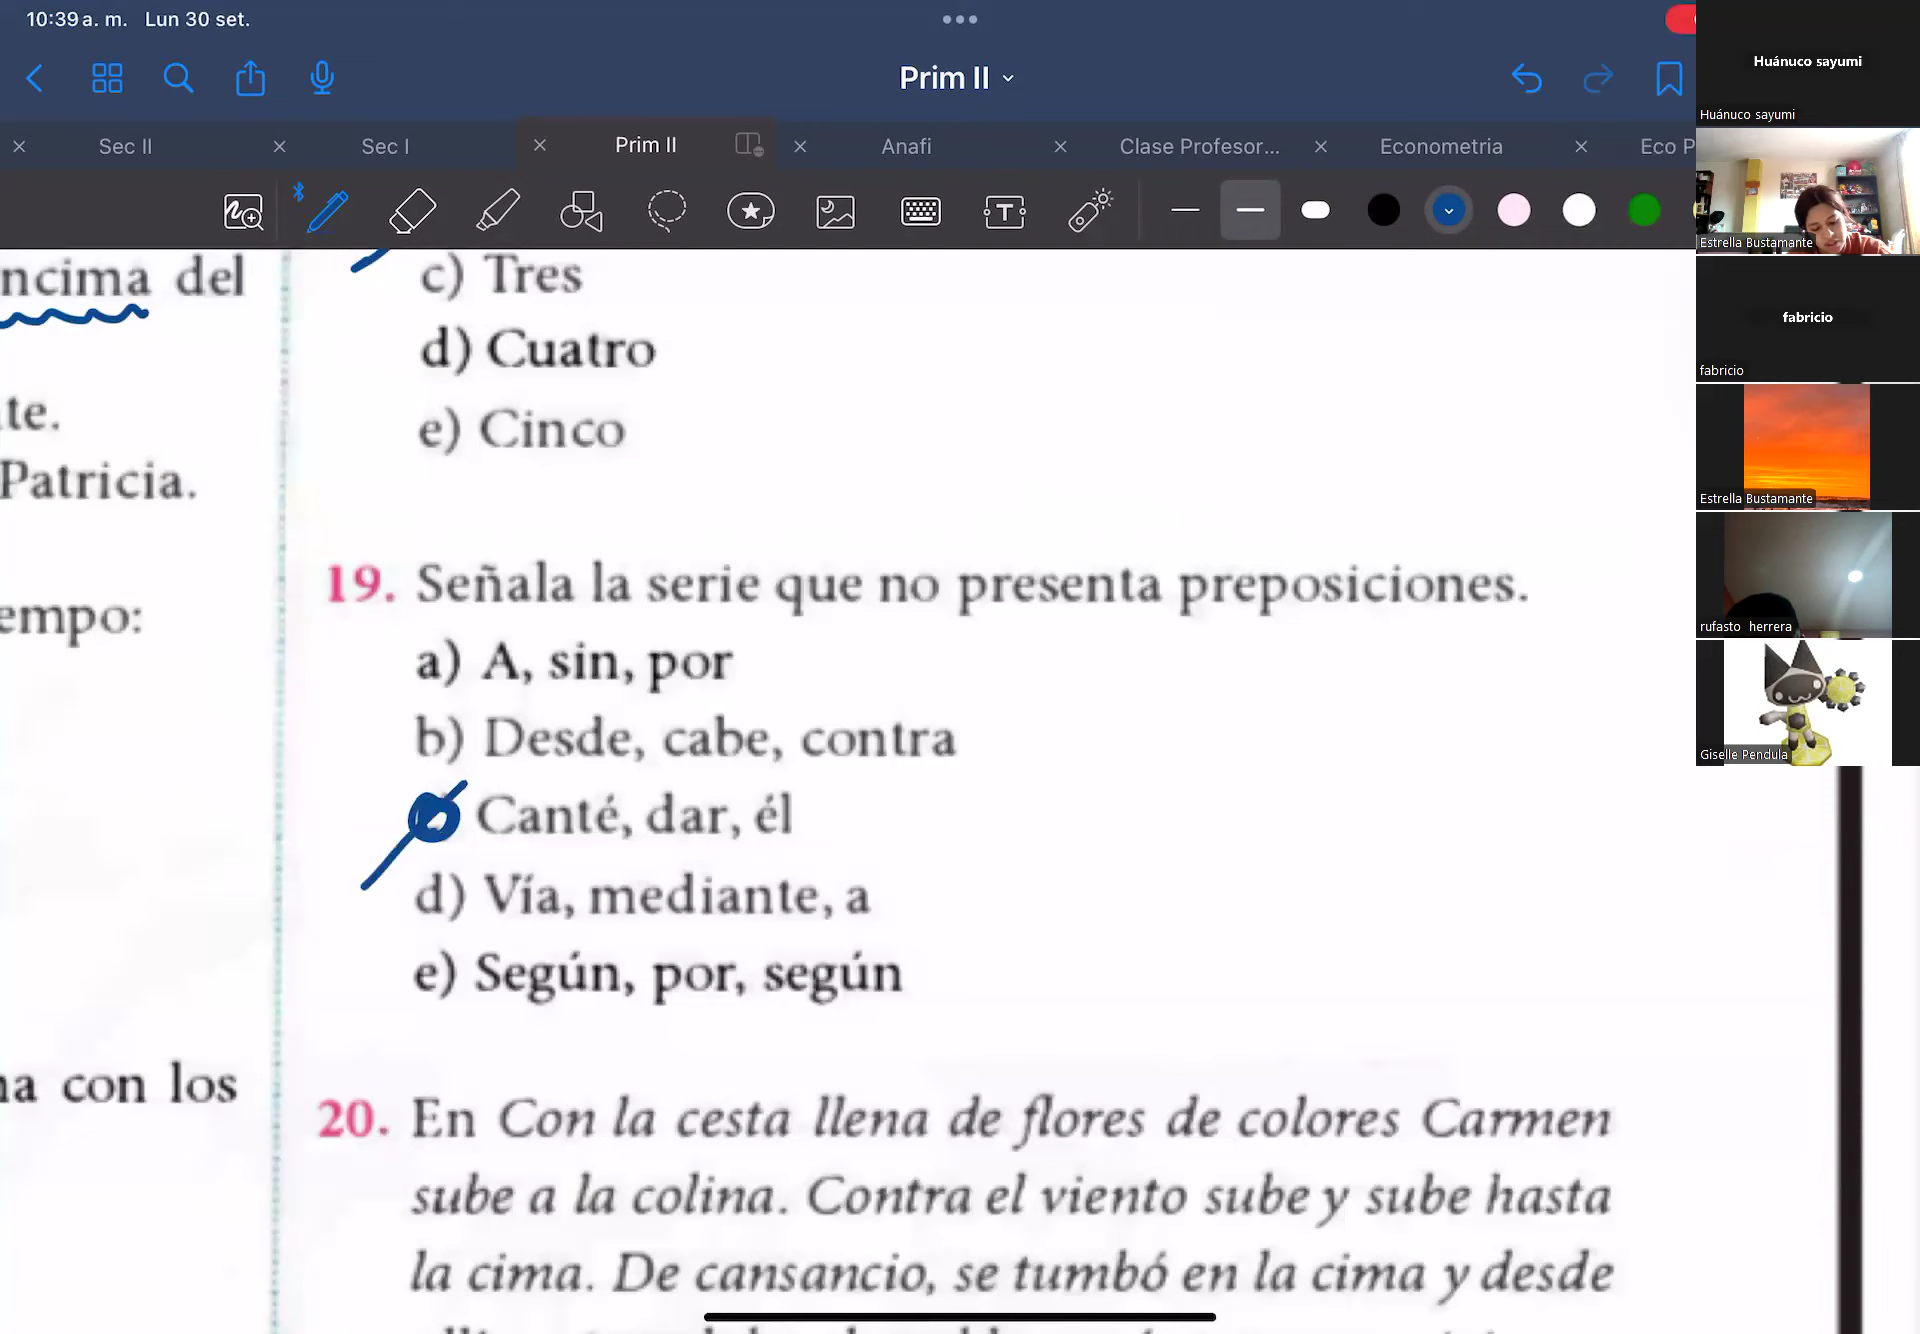 10:39 a. m. Lun 30 set.
Prim II
Sec II
Sec I
Prim II
Anafi
Clase Profesor...
Econometria
Eco P
T
ncima del
te.
Patricia.
empo:
na con los
c) Tres
d) Cuatro
e) Cinco
19. Señala la serie que no presenta preposiciones.
a) A, sin, por
b) Desde, cabe, contra
Canté, dar, él
d) Vía, mediante, a
e) Según, por, según
20. En Con la cesta llena de flores de colores Carmen
sube a la colina. Contra el viento sube y sube hasta
la cima. De cansancio, se tumbó en la cima y desde
Huánuco sayumi
Huánuco sayumi
Estrella Bustamante
fabricio
fabricio
Estrella Bustamante
rufasto herrera
Giselle Pendula